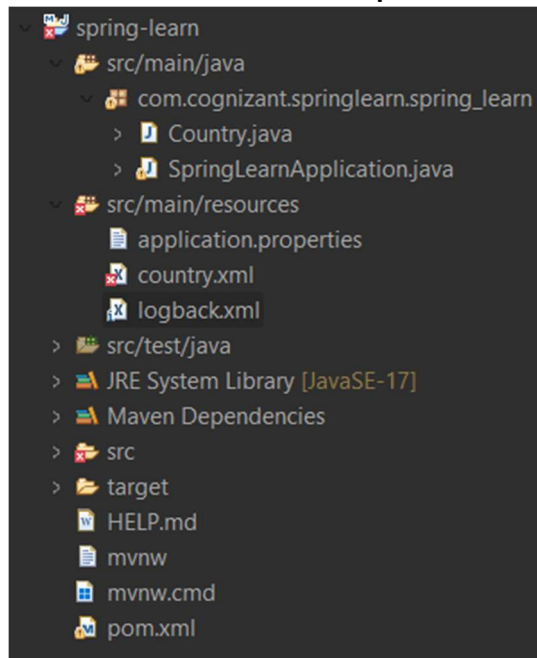 spring-learn
src/main/java
com.cognizant.springlearn.spring_learn
Country.java
SpringLearnApplication.java
src/main/resources
application.properties
country.xml
logback.xml
src/test/java
JRE System Library [JavaSE-17]
Maven Dependencies
src
target
HELP.md
mvnw
mvnw.cmd
pom.xml